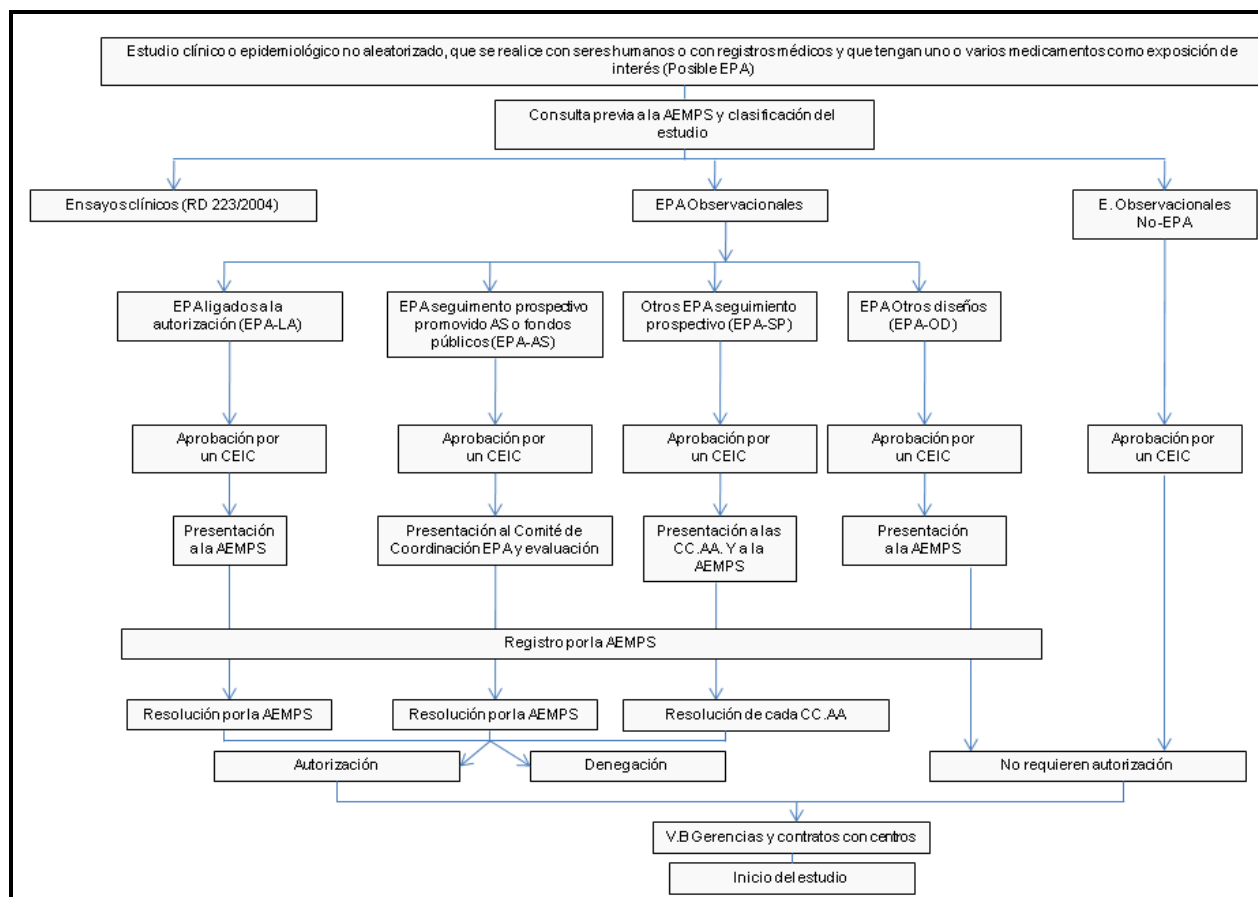 Estudio clínico o epidemiológico no aleatorizado, que se realice con seres humanos o con registros médicos y que tengan uno o varios medicamentos como exposición de
interés (Posible EPA)
Consulta previa a la AEMPS y clasificación del
estudio
Ensayos clínicos (RD 223/2004)
EPA Observacionales
E. Observacionales
No-EPA
EPA ligados a la
autorización (EPA-LA)
EPA seguimento prospectivo
promovido AS o fondos
públicos (EPA-AS)
Otros EPA seguimiento
prospectivo (EPA-SP)
EPA Otros diseños
(EPA-OD)
Aprobación por
un CEIC
Aprobación por
un CEIC
Aprobación por
un CEIC
Aprobación por
un CEIC
Aprobación por
un CEIC
Presentación
a la AEMPS
Presentación al Comité de
Coordinación EPA y evaluación
Presentación a las
CC.AA. Y a la
AEMPS
Presentación
a la AEMPS
Registro por la AEMPS
Resolución por la AEMPS
Resolución por la AEMPS
Resolución de cada CC.AA
Autorización
Denegación
No requieren autorización
V.B Gerencias y contratos con centros
Inicio del estudio